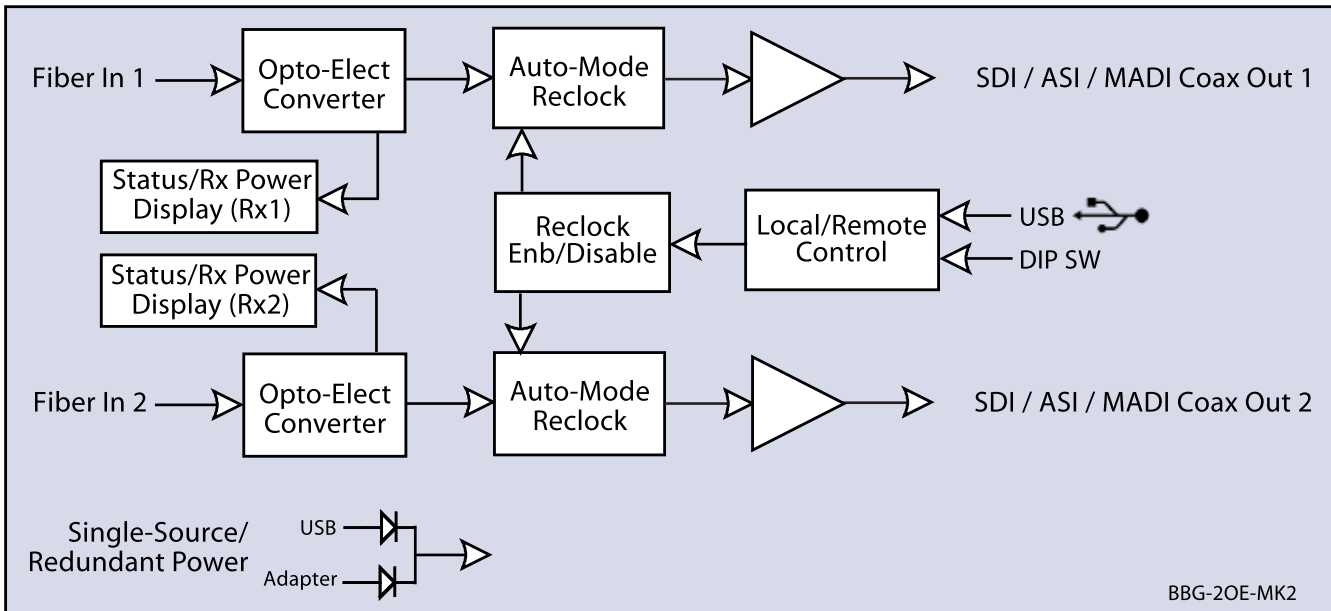 Fiber In 1
Opto-Elect
Converter
Auto-Mode
Reclock
SDI / ASI / MADI Coax Out 1
Status/Rx Power
Display (Rx1)
Reclock
Enb/Disable
Local/Remote
Control
USB
DIP SW
Status/Rx Power
Display (Rx2)
Fiber In 2
Opto-Elect
Converter
Auto-Mode
Reclock
SDI / ASI / MADI Coax Out 2
Single-Source/
Redundant Power
USB
Adapter
BBG-2OE-MK2